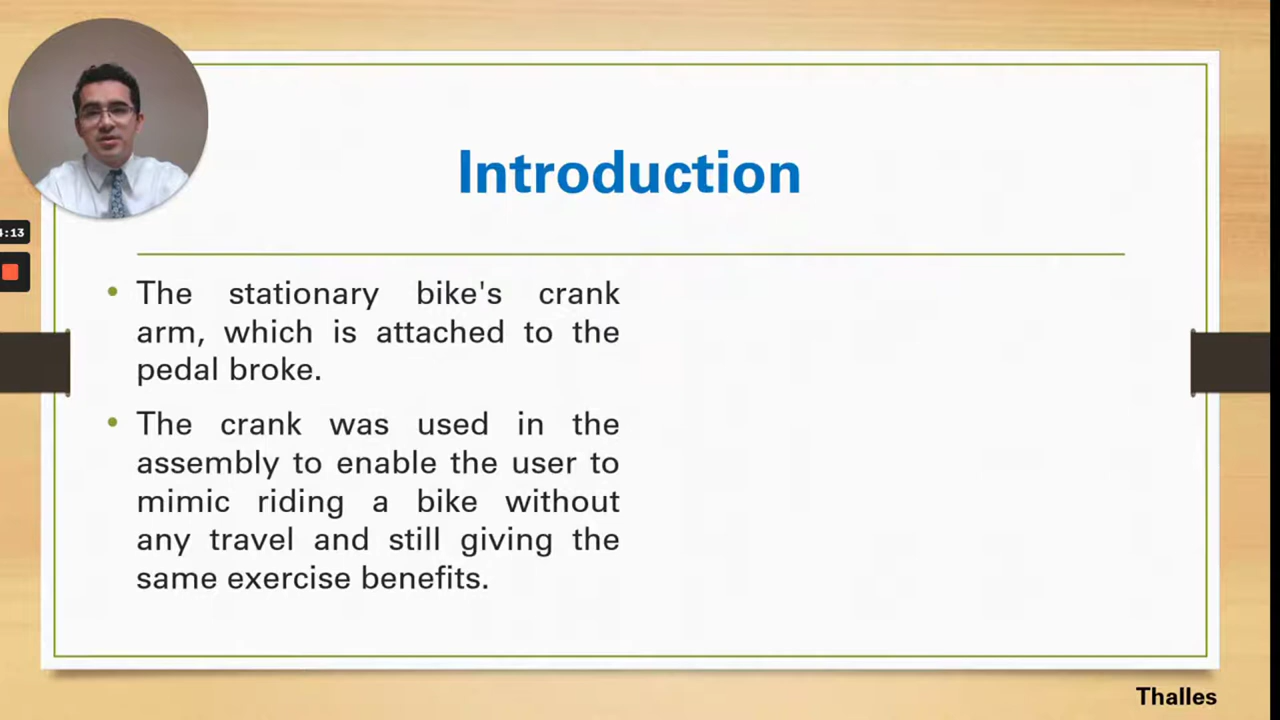 Introduction
4:13
• The stationary bike's crank
arm, which is attached to the
pedal broke.
• The crank was used in the
assembly to enable the user to
mimic riding a bike without
any travel and still giving the
same exercise benefits.
Thalles